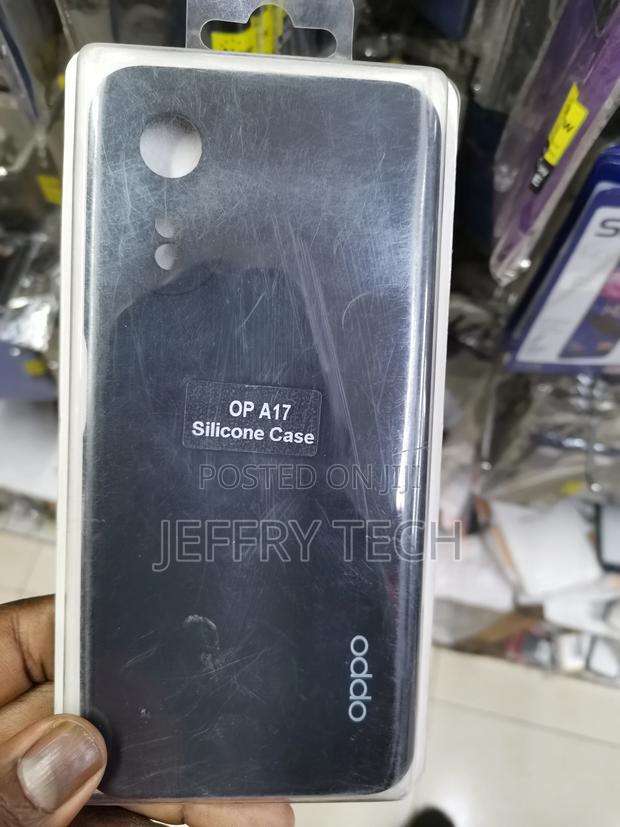 OP A17
Silicone Case
POSTED ON JIJI
JEFFRY TECH
oppo